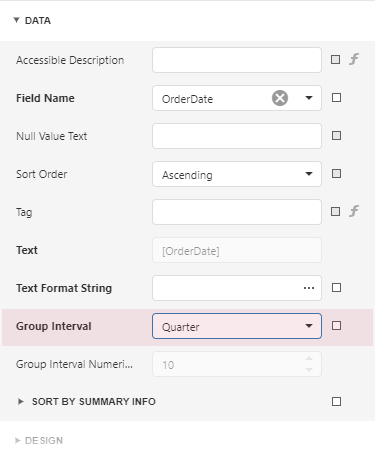 DATA
Accessible Description
Field Name OrderDate
Null Value Text
Sort Order Ascending
Tag
Text [OrderDate]
Text Format String ...
Group Interval Quarter
Group Interval Numeri... 10
SORT BY SUMMARY INFO
DESIGN